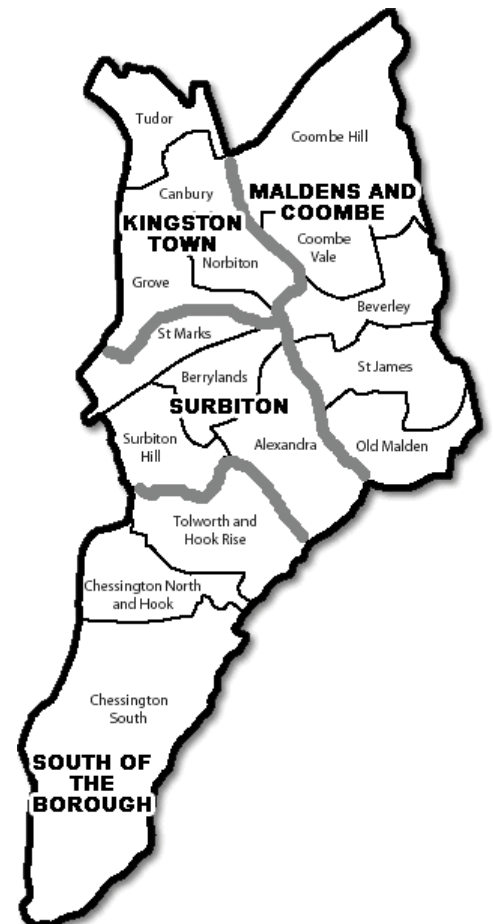 Tudor
Coombe Hill
Canbury
MALDENS AND
COOMBE
KINGSTON
TOWN
Coombe
Vale
Norbiton
Grove
Beverley
St Marks
St James
Berrylands
SURBITON
Surbiton
Hill
Alexandra
Old Malden
Tolworth and
Hook Rise
Chessington North
and Hook
Chessington
South
SOUTH OF
THE
BOROUGH